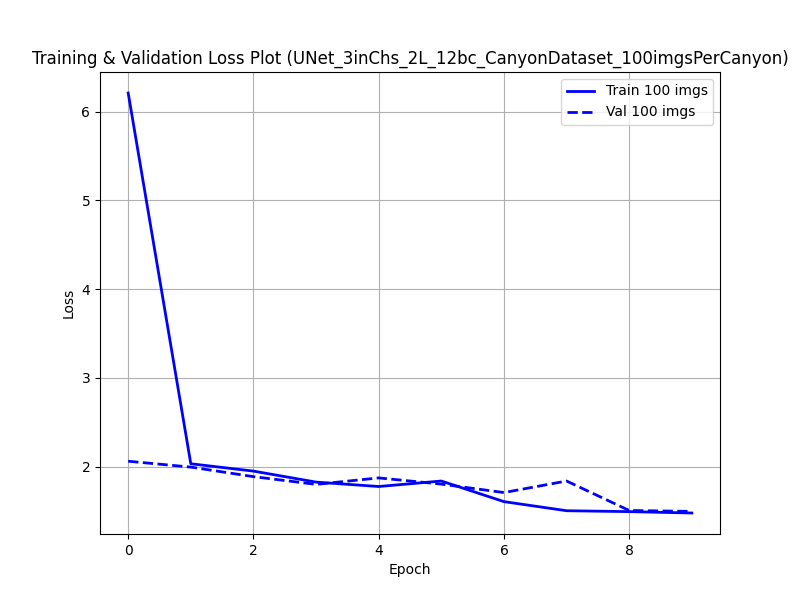 Training & Validation Loss Plot (UNet_3inChs_2L_12bc_CanyonDataset_100imgsPerCanyon)
Train 100 imgs
Val 100 imgs
6
5
4
3
2
Loss
0 2 4 6 8
Epoch